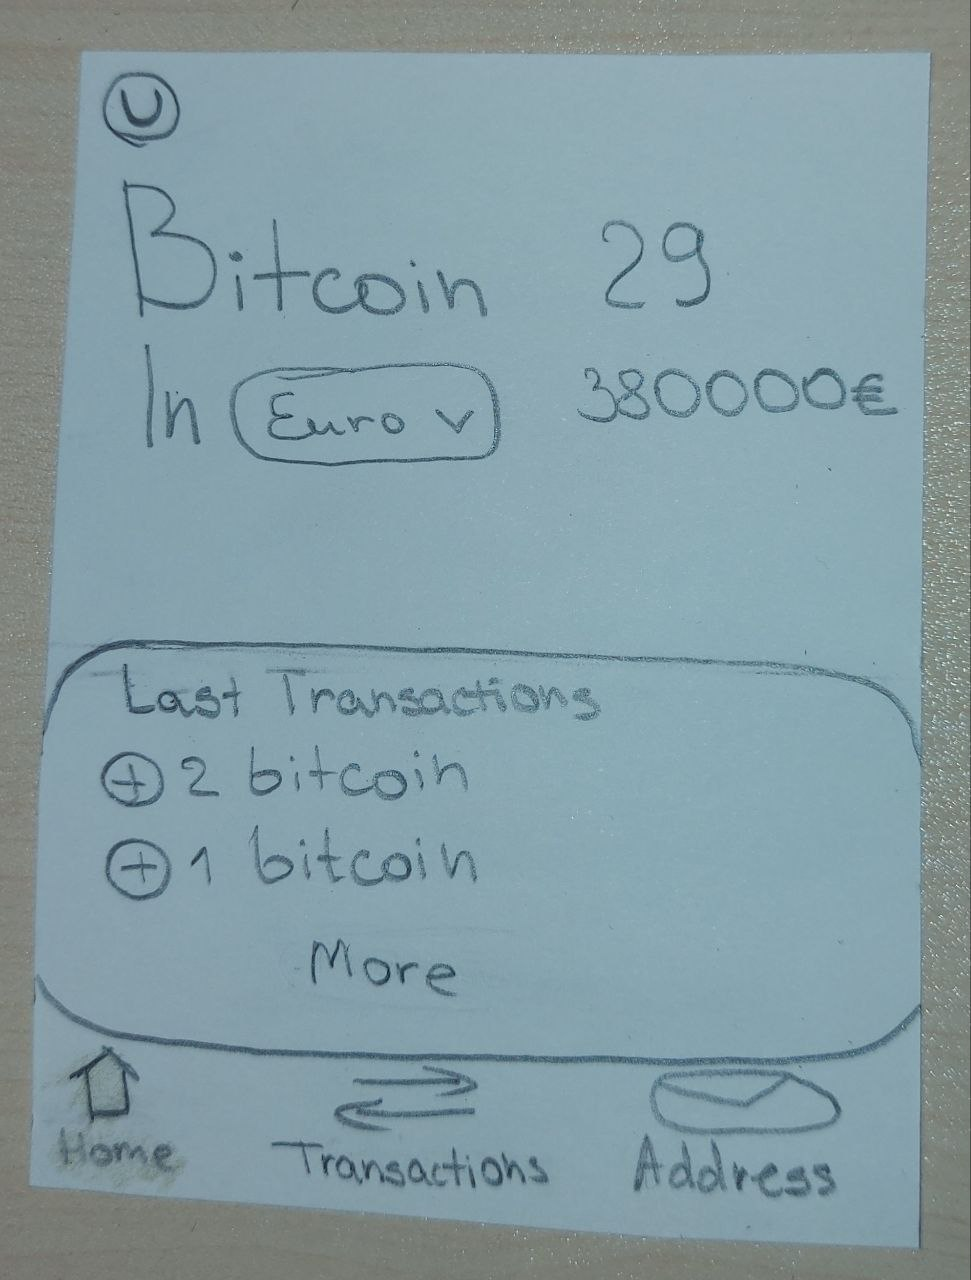 U
Bitcoin 29
In Euro v 380000€
Last Transactions
+ 2 bitcoin
+ 1 bitcoin
More
Home Transactions Address